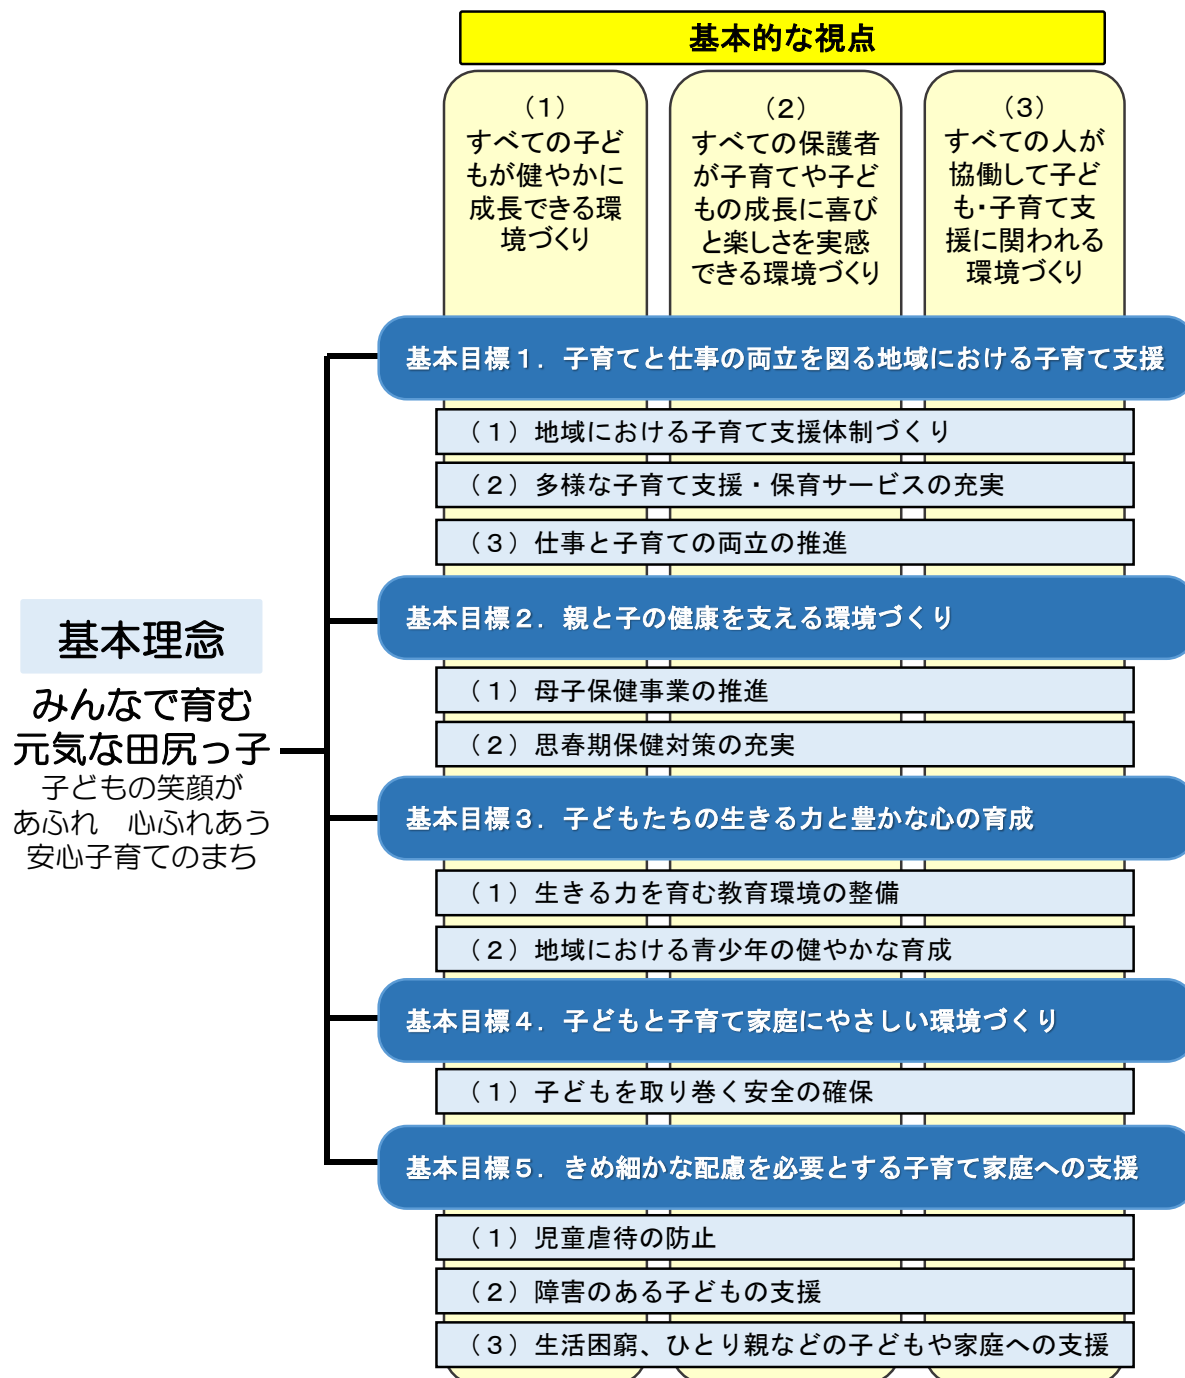 基本的な視点
（1）
すべての子ど
もが健やかに
成長できる環
境づくり
（2）
すべての保護者
が子育てや子ど
もの成長に喜び
と楽しさを実感
できる環境づくり
（3）
すべての人が
協働して子ど
も・子育て支
援に関われる
環境づくり
基本理念
みんなで育む
元気な田尻っ子
子どもの笑顔が
あふれ　心ふれあう
安心子育てのまち
基本目標１．子育てと仕事の両立を図る地域における子育て支援
（１）地域における子育て支援体制づくり
（２）多様な子育て支援・保育サービスの充実
（３）仕事と子育ての両立の推進
基本目標２．親と子の健康を支える環境づくり
（１）母子保健事業の推進
（２）思春期保健対策の充実
基本目標３．子どもたちの生きる力と豊かな心の育成
（１）生きる力を育む教育環境の整備
（２）地域における青少年の健やかな育成
基本目標４．子どもと子育て家庭にやさしい環境づくり
（１）子どもを取り巻く安全の確保
基本目標５．きめ細かな配慮を必要とする子育て家庭への支援
（１）児童虐待の防止
（２）障害のある子どもの支援
（３）生活困窮、ひとり親などの子どもや家庭への支援